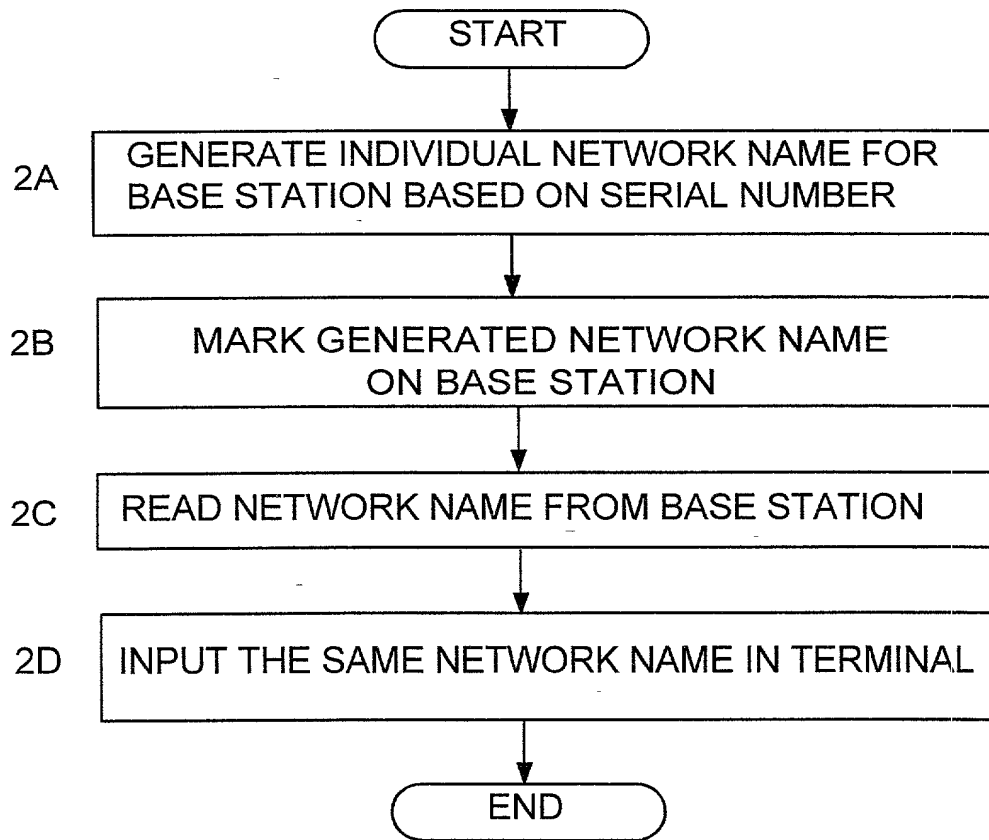 START
2A
GENERATE INDIVIDUAL NETWORK NAME FOR
BASE STATION BASED ON SERIAL NUMBER
2B
MARK GENERATED NETWORK NAME
ON BASE STATION
2C
READ NETWORK NAME FROM BASE STATION
2D
INPUT THE SAME NETWORK NAME IN TERMINAL
END